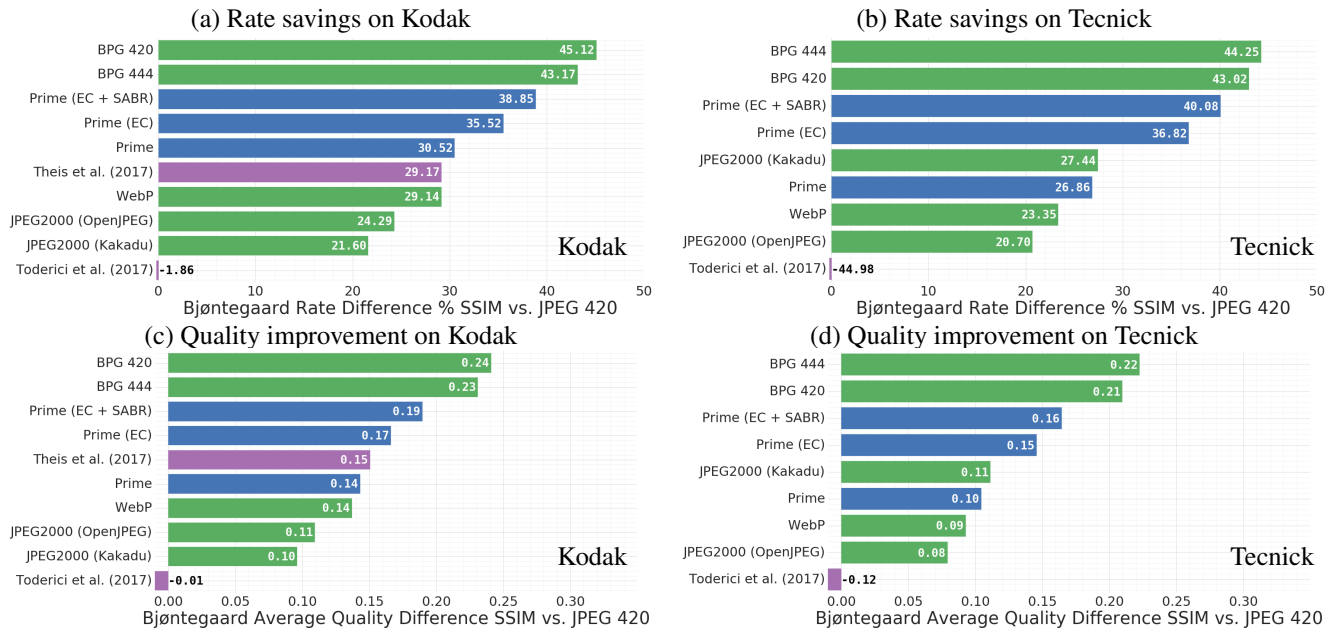 (a) Rate savings on Kodak
BPG 420 45.12
BPG 444 43.17
Prime (EC + SABR) 38.85
Prime (EC) 35.52
Prime 30.52
Theis et al. (2017) 29.17
WebP 29.14
JPEG2000 (OpenJPEG) 24.29
JPEG2000 (Kakadu) 21.60
Kodak
Toderici et al. (2017) -1.86
0 10 20 30 40 50
Bjøntegaard Rate Difference % SSIM vs. JPEG 420
(b) Rate savings on Tecnick
BPG 444 44.25
BPG 420 43.02
Prime (EC + SABR) 40.08
Prime (EC) 36.82
JPEG2000 (Kakadu) 27.44
Prime 26.86
WebP 23.35
JPEG2000 (OpenJPEG) 20.70
Tecnick
Toderici et al. (2017) -44.98
0 10 20 30 40 50
Bjøntegaard Rate Difference % SSIM vs. JPEG 420
(c) Quality improvement on Kodak
BPG 420 0.24
BPG 444 0.23
Prime (EC + SABR) 0.19
Prime (EC) 0.17
Theis et al. (2017) 0.15
Prime 0.14
WebP 0.14
JPEG2000 (OpenJPEG) 0.11
JPEG2000 (Kakadu) 0.10
Kodak
Toderici et al. (2017) -0.01
0.00 0.05 0.10 0.15 0.20 0.25 0.30
Bjøntegaard Average Quality Difference SSIM vs. JPEG 420
(d) Quality improvement on Tecnick
BPG 444 0.22
BPG 420 0.21
Prime (EC + SABR) 0.16
Prime (EC) 0.15
JPEG2000 (Kakadu) 0.11
Prime 0.10
WebP 0.09
JPEG2000 (OpenJPEG) 0.08
Tecnick
Toderici et al. (2017) -0.12
0.00 0.05 0.10 0.15 0.20 0.25 0.30
Bjøntegaard Average Quality Difference SSIM vs. JPEG 420